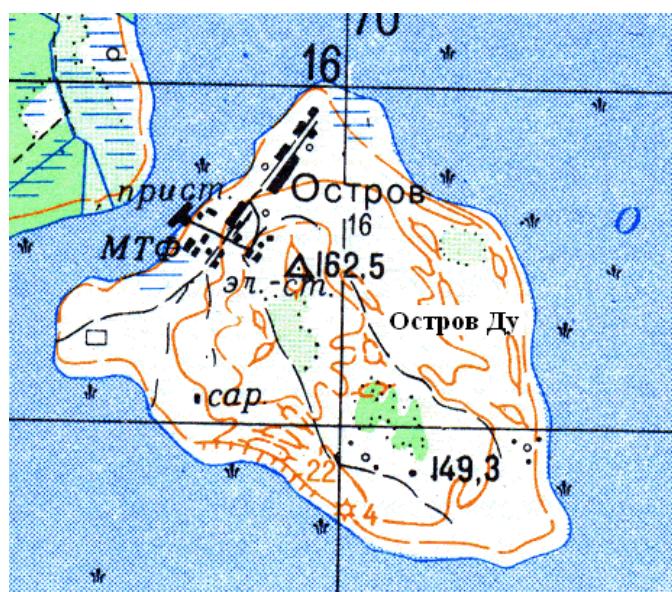 70
16
прист.
Остров
16
О
МТФ
162,5
эл.-ст.
Остров Ду
сар.
22
149,3
4